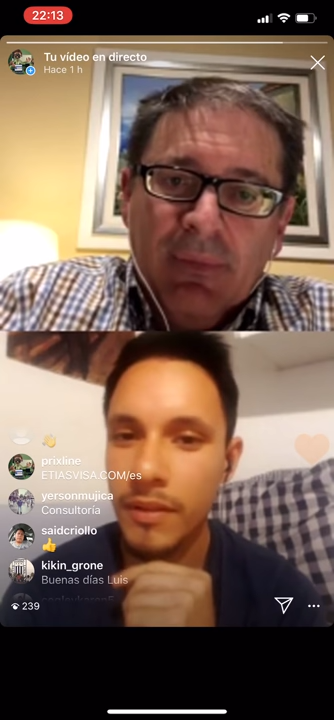 22:13
Tu vídeo en directo
Hace 1 h
prixline
ETIASVISA.COM/es
yersonmujica
Consultoría
saidcriollo
kikin_grone
Buenas días Luis
239